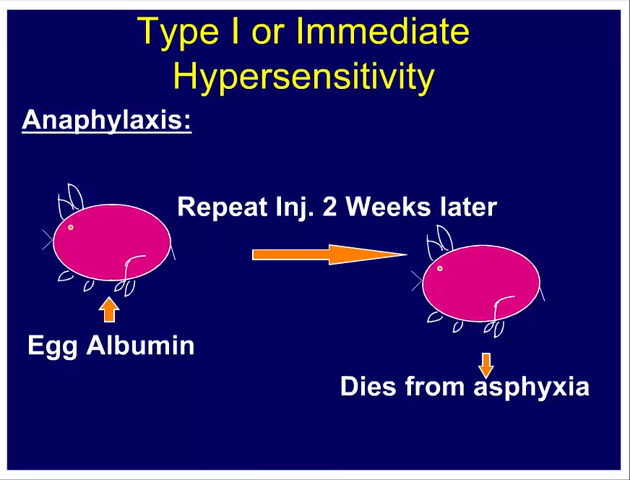 Type I or Immediate
Hypersensitivity
Anaphylaxis:
Repeat Inj. 2 Weeks later
Egg Albumin
Dies from asphyxia